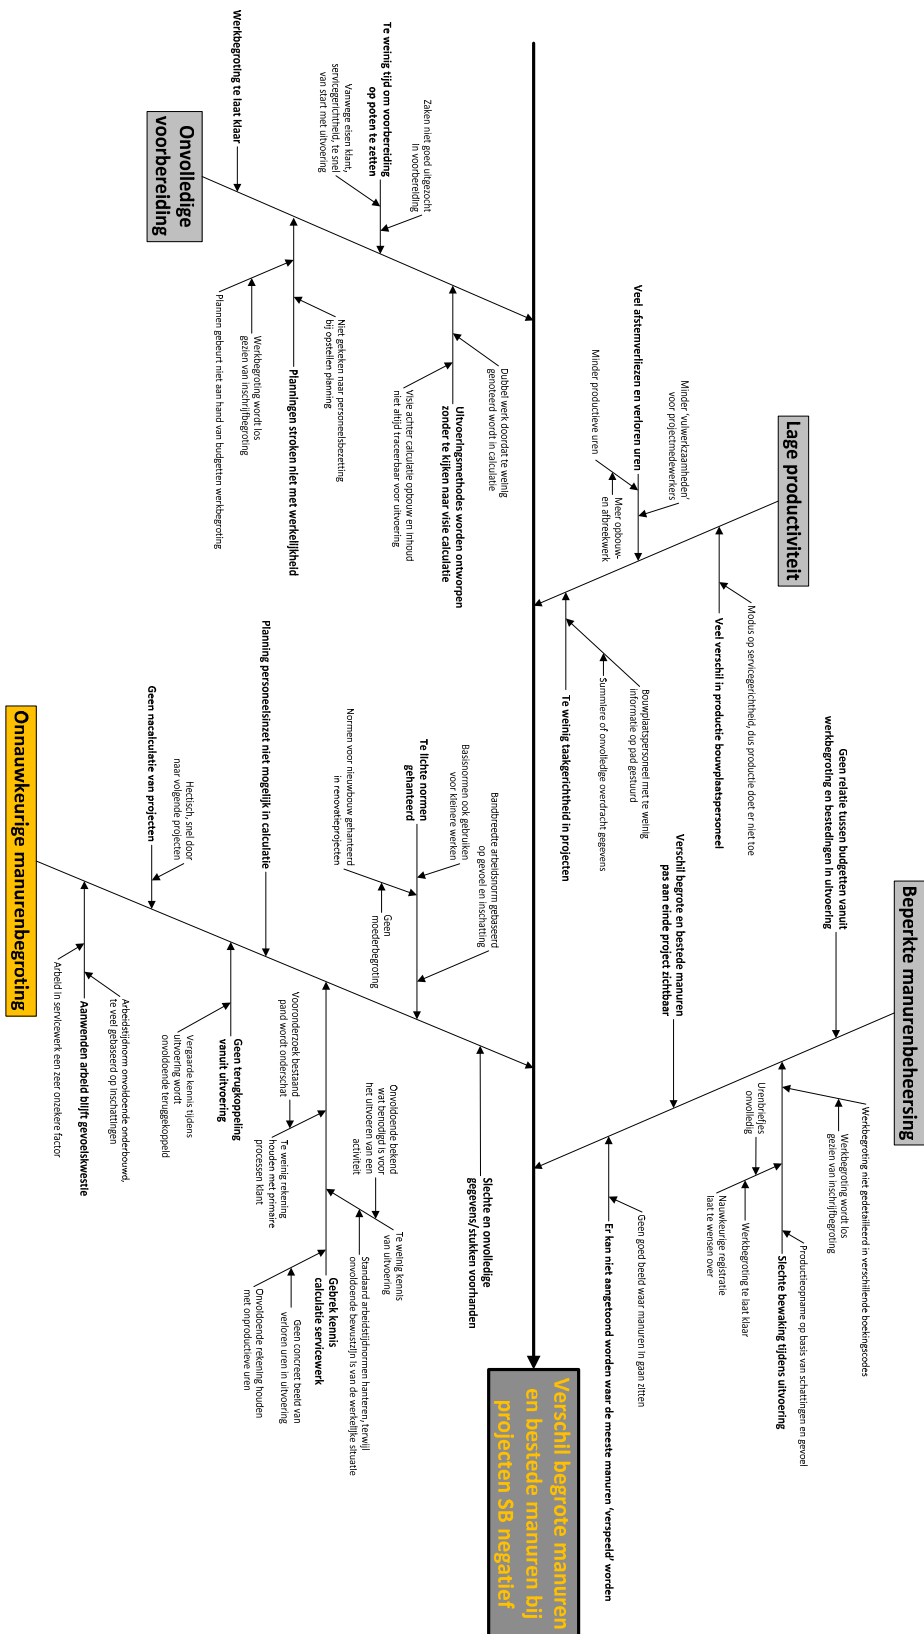 Lage productiviteit
Veel verschil in productie bouwplaatspersoneel
Modus op servicegerichtheid, dus productie doet er niet toe
Veel afstemverliezen en verloren uren
Minder 'vulwerkzaamheden'
voor projectmedewerkers
Minder productieve uren
Meer opbouw-
en afbreekwerk
Te weinig taakgerichtheid in projecten
Bouwplaatspersoneel met te weinig
informatie op pad gestuurd
Summiere of onvolledige overdracht gegevens
Beperkte manurenbeheersing
Geen relatie tussen budgetten vanuit
werkbegroting en bestedingen in uitvoering
Werkbegroting niet gedetailleerd in verschillende boekingscodes
Werkbegroting wordt los
gezien van inschrijfbegroting
Productieopname op basis van schattingen en gevoel
Slechte bewaking tijdens uitvoering
Urenbriefjes
onvolledig
Werkbegroting te laat klaar
Nauwkeurige registratie
laat te wensen over
Verschil begrote en bestede manuren
pas aan einde project zichtbaar
Geen goed beeld waar manuren in gaan zitten
Er kan niet aangetoond worden waar de meeste manuren 'verspeeld' worden
Verschil begrote manuren
en bestede manuren bij
projecten SB negatief
Onvolledige
voorbereiding
Werkbegroting te laat klaar
Te weinig tijd om voorbereiding
op poten te zetten
Zaken niet goed uitgezocht
in voorbereiding
Vanwege eisen klant,
servicegerichtheid, te snel
van start met uitvoering
Dubbel werk doordat te weinig
genoteerd wordt in calculatie
Uitvoeringsmethodes worden ontworpen
zonder te kijken naar visie calculatie
Visie achter calculatie opbouw en inhoud
niet altijd traceerbaar voor uitvoering
Niet gekeken naar personeelsbezetting
bij opstellen planning
Planningen stroken niet met werkelijkheid
Werkbegroting wordt los
gezien van inschrijfbegroting
Plannen gebeurt niet aan hand van budgetten werkbegroting
Onnauwkeurige manurenbegroting
Slechte en onvolledige
gegevens/stukken voorhanden
Te lichte normen
gehanteerd
Bandbreedte arbeidsnorm gebaseerd
op gevoel en inschatting
Basisnormen ook gebruiken
voor kleinere werken
Geen
moederbegroting
Normen voor nieuwbouw gehanteerd
in renovatieprojecten
Planning personeelsinzet niet mogelijk in calculatie
Geen nacalculatie van projecten
Hectisch, snel door
naar volgende projecten
Te weinig kennis
van uitvoering
Onvoldoende bekend
wat benodigd is voor
het uitvoeren van een
activiteit
Standaard arbeidstijdnormen hanteren, terwijl
onvoldoende bewustzijn is van de werkelijke situatie
Gebrek kennis
calculatie servicewerk
Vooronderzoek bestaand
pand wordt onderschat
Te weinig rekening
houden met primaire
processen klant
Geen concreet beeld van
verloren uren in uitvoering
Onvoldoende rekening houden
met onproductieve uren
Geen terugkoppeling
vanuit uitvoering
Vergaarde kennis tijdens
uitvoering wordt
onvoldoende teruggekoppeld
Arbeidstijdnorm onvoldoende onderbouwd,
te veel gebaseerd op inschattingen
Aanwenden arbeid blijft gevoelskwestie
Arbeid in servicewerk een zeer onzekere factor